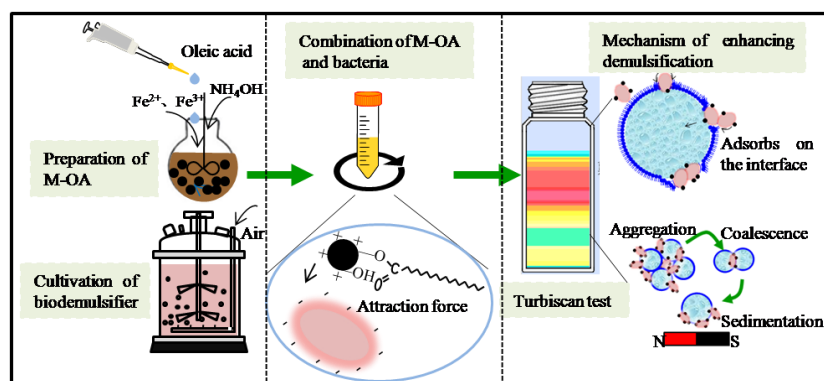 Oleic acid
Fe²⁺、
Fe³⁺
NH₄OH
Preparation of
M-OA
Air
Cultivation of
biodemulsifier
Combination of M-OA
and bacteria
O
C
O
OH
Attraction force
Turbiscan test
Mechanism of enhancing
demulsification
Adsorbs on
the interface
Aggregation
Coalescence
Sedimentation
N
S